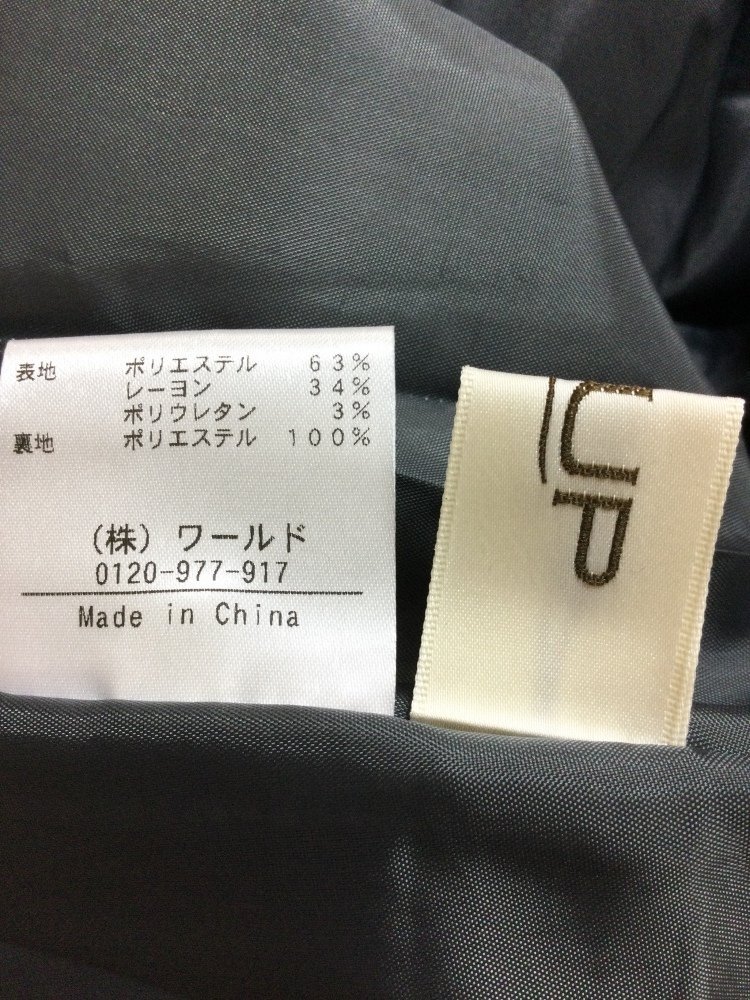 表地 ポリエステル 63%
レーヨン 34%
ポリウレタン 3%
裏地 ポリエステル 100%
(株) ワールド
0120-977-917
Made in China
UP